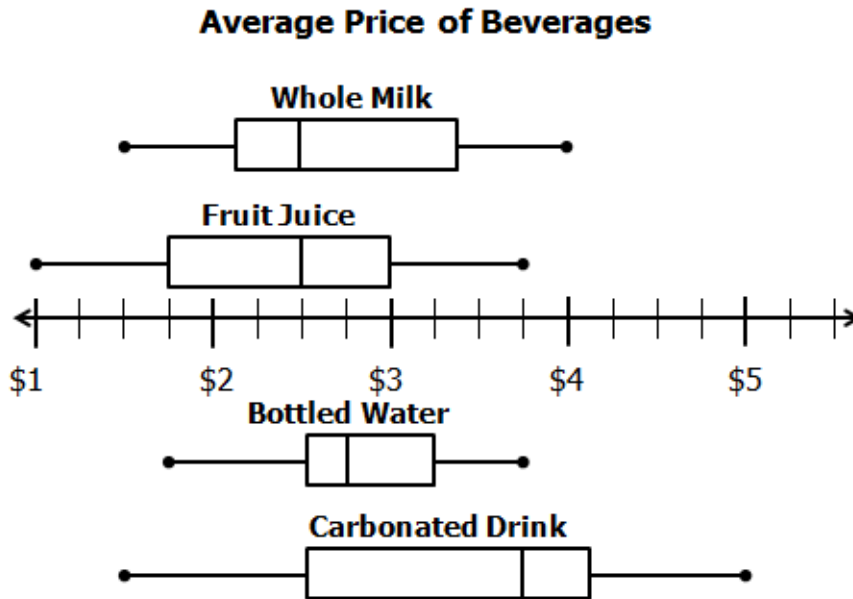 Average Price of Beverages
Whole Milk
Fruit Juice
$1 $2 $3 $4 $5
Bottled Water
Carbonated Drink